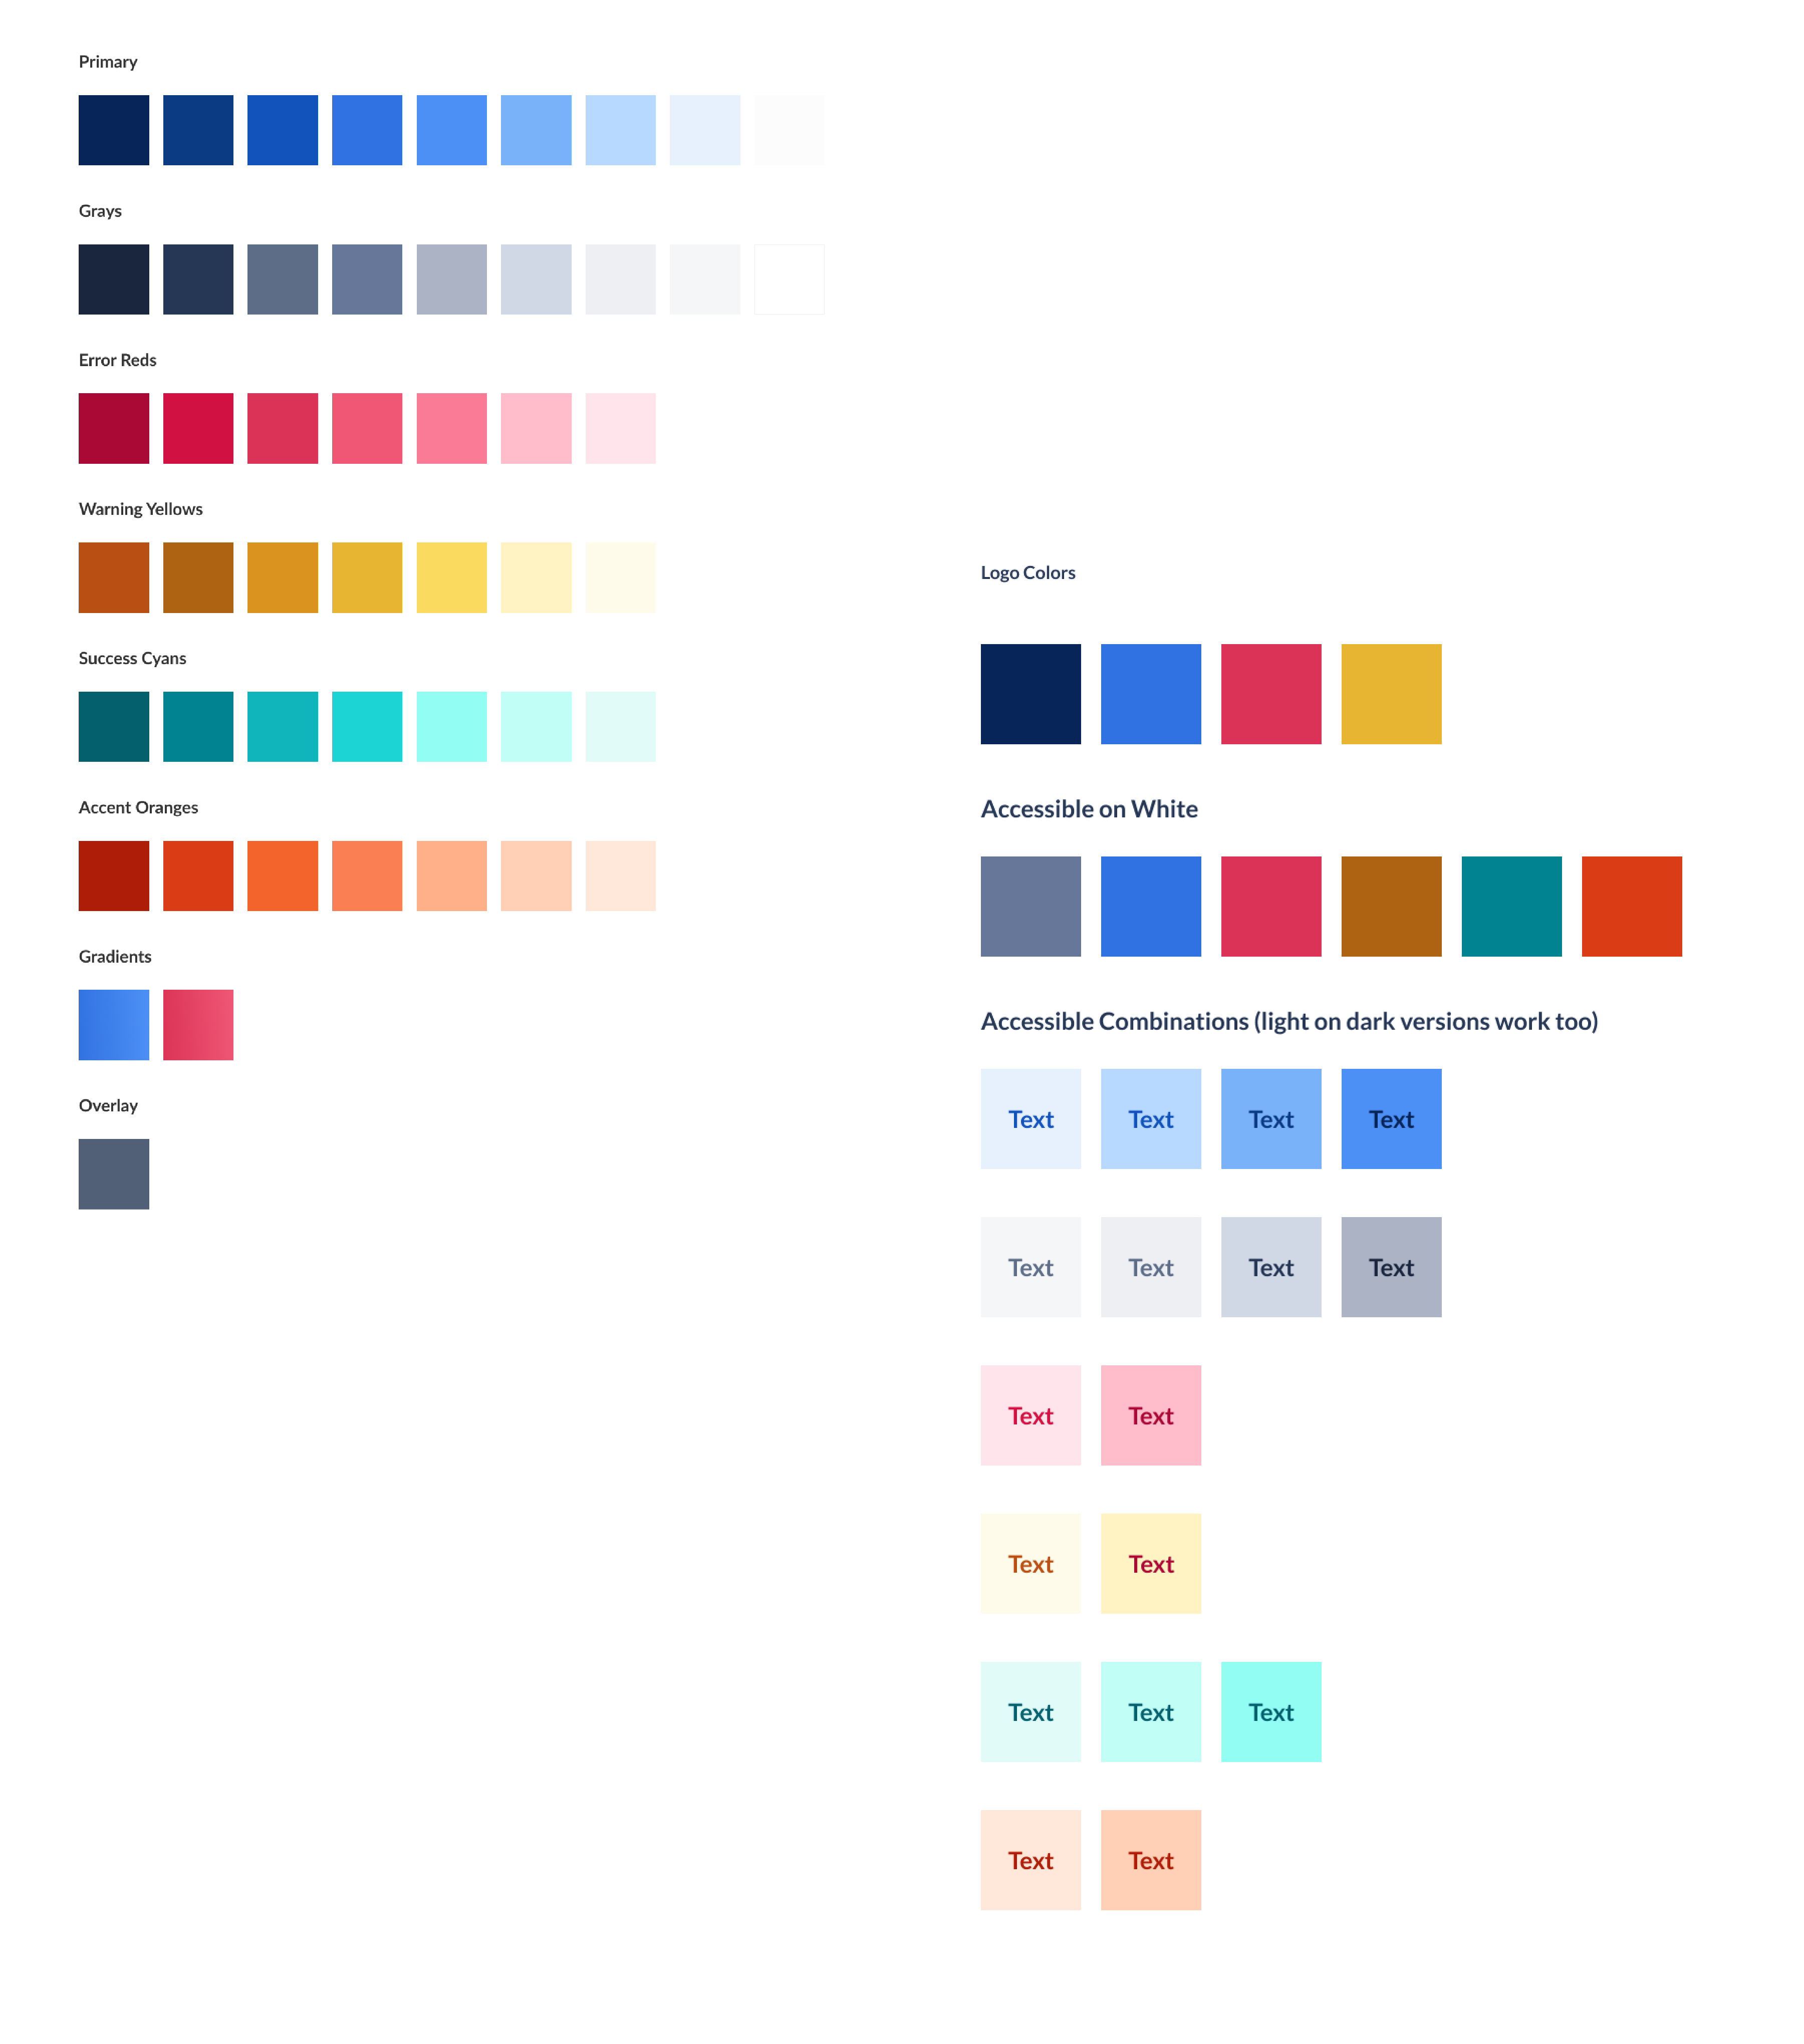 Primary
Grays
Error Reds
Warning Yellows
Success Cyans
Accent Oranges
Gradients
Overlay
Logo Colors
Accessible on White
Accessible Combinations (light on dark versions work too)
Text Text Text Text
Text Text Text Text
Text Text
Text Text
Text Text Text
Text Text